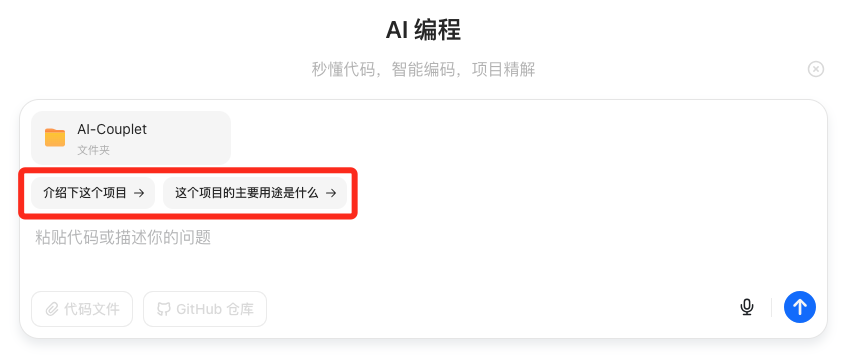 AI 编程
秒懂代码，智能编码，项目精解
AI-Couplet
文件夹
介绍下这个项目 → 这个项目的主要用途是什么 →
粘贴代码或描述你的问题
代码文件 GitHub 仓库